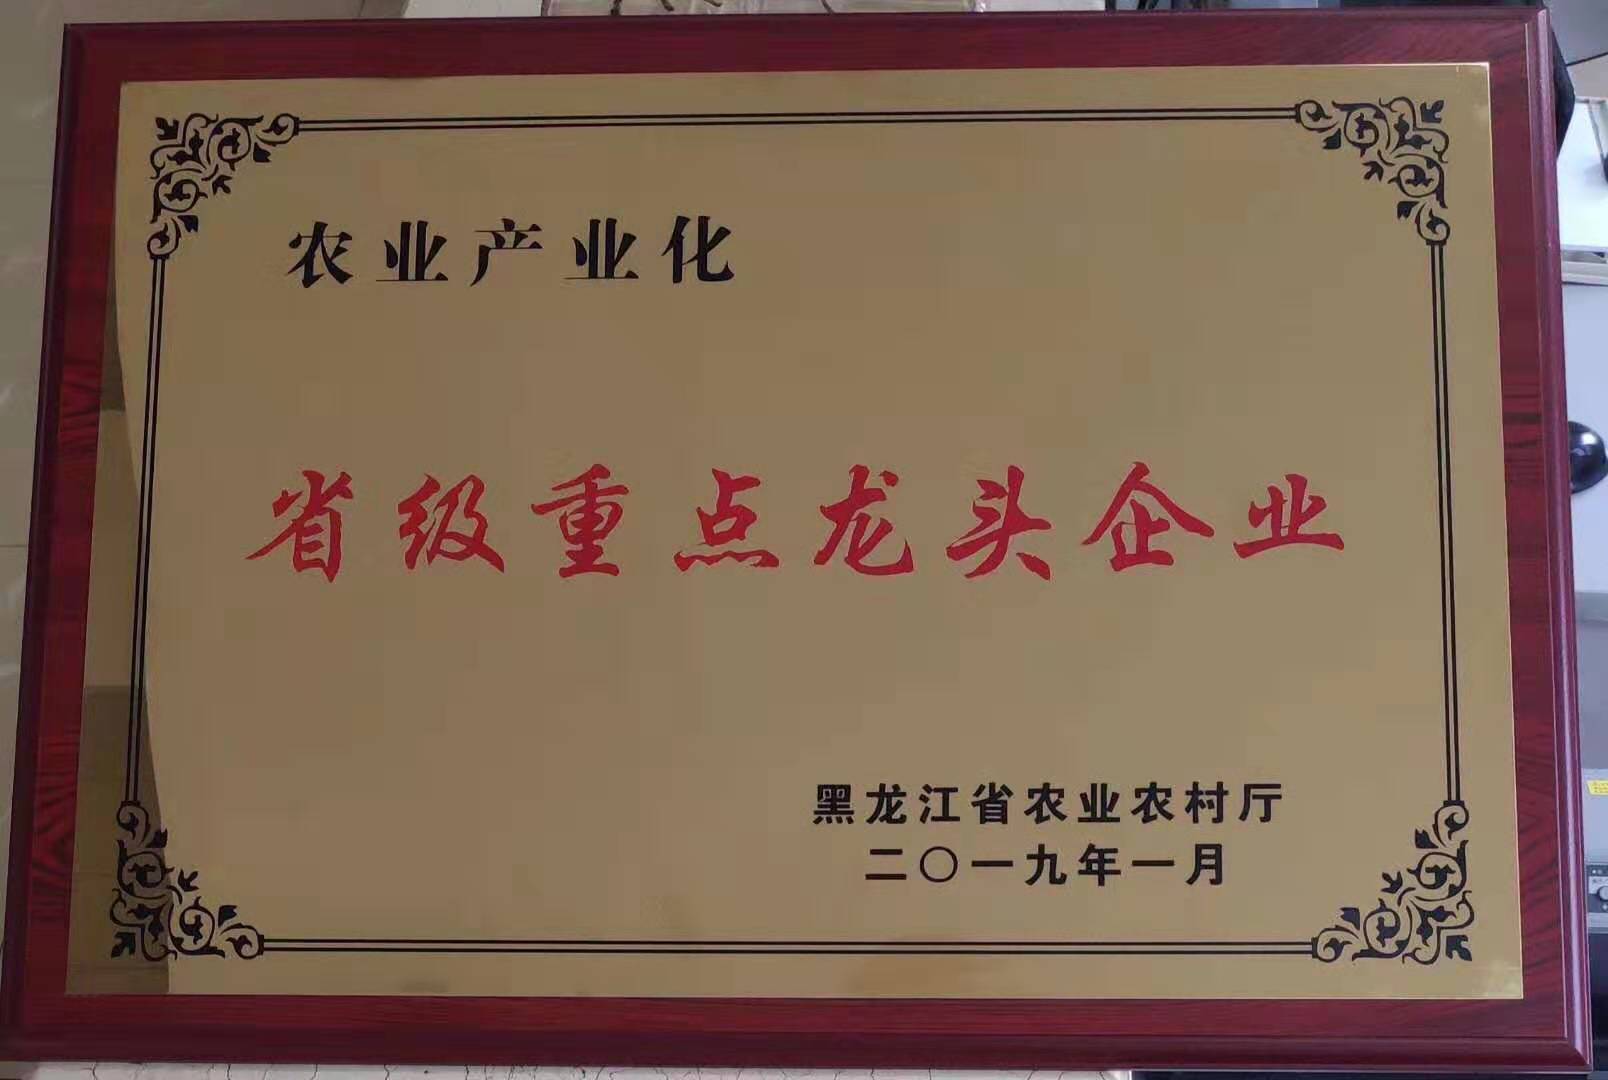 农业产业化
省级重点龙头企业
黑龙江省农业农村厅
二〇一九年一月